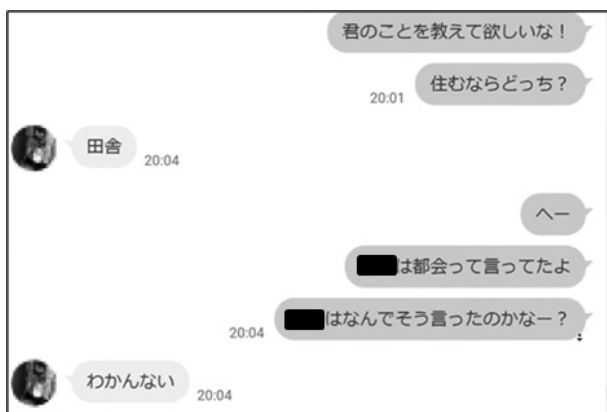 君のことを教えて欲しいな！
住むならどっち？
20:01
田舎
20:04
へー
は都会って言ってたよ
はなんでそう言ったのかなー？
20:04
わかんない
20:04